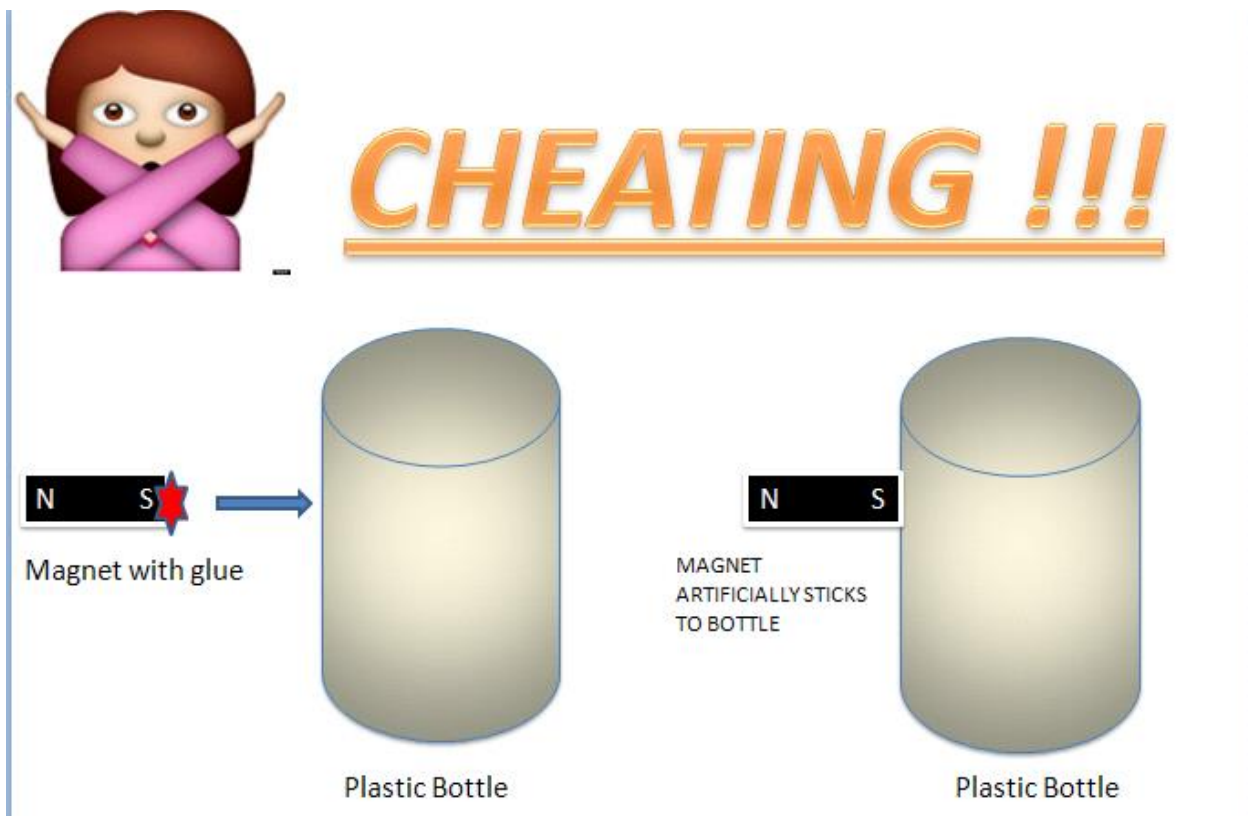 CHEATING !!!
N S
N S
Magnet with glue
MAGNET
ARTIFICIALLY STICKS
TO BOTTLE
Plastic Bottle
Plastic Bottle